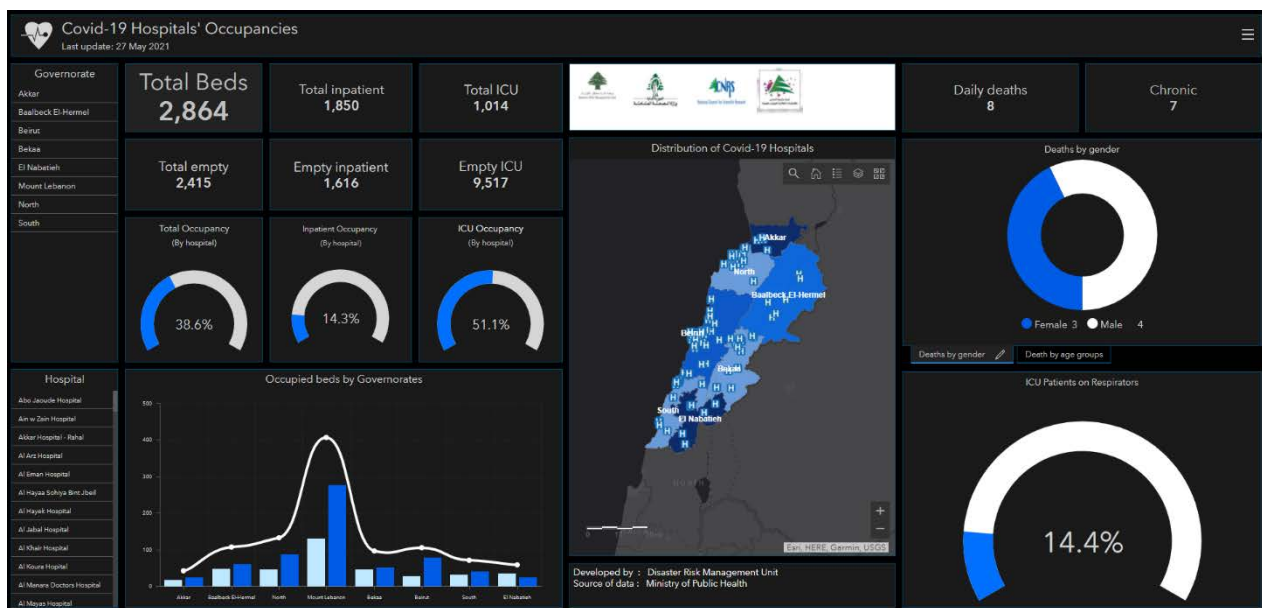 Covid-19 Hospitals' Occupancies
Last update: 27 May 2021
Governorate
Akkar
Baalbeck El-Hermel
Beirut
Bekaa
El Nabatieh
Mount Lebanon
North
South
Total Beds
2,864
Total inpatient
1,850
Total ICU
1,014
Total empty
2,415
Empty inpatient
1,616
Empty ICU
9,517
Total Occupancy
(By hospital)
38.6%
Inpatient Occupancy
(By hospital)
14.3%
ICU Occupancy
(By hospital)
51.1%
CNRS
Distribution of Covid-19 Hospitals
Akkar
North
Baalbeck El-Hermel
South
El Nabatieh
Esri, HERE, Garmin, USGS
Developed by : Disaster Risk Management Unit
Source of data : Ministry of Public Health
Daily deaths
8
Chronic
7
Deaths by gender
Female 3 Male 4
Deaths by gender
Death by age groups
ICU Patients on Respirators
14.4%
Hospital
Abo Jaoude Hospital
Ain w Zain Hospital
Akkar Hospital - Rahal
Al Arz Hospital
Al Eman Hospital
Al Hayaa Sohiya Bint Jbeil
Al Hayek Hospital
Al Jabal Hospital
Al Khair Hospital
Al Koura Hopital
Al Manara Doctors Hospital
Al Mayas Hospital
Occupied beds by Governorates
500
400
300
200
100
0
Akkar Baalbeck El-Hermel North Mount Lebanon Bekaa Beirut South El Nabatieh